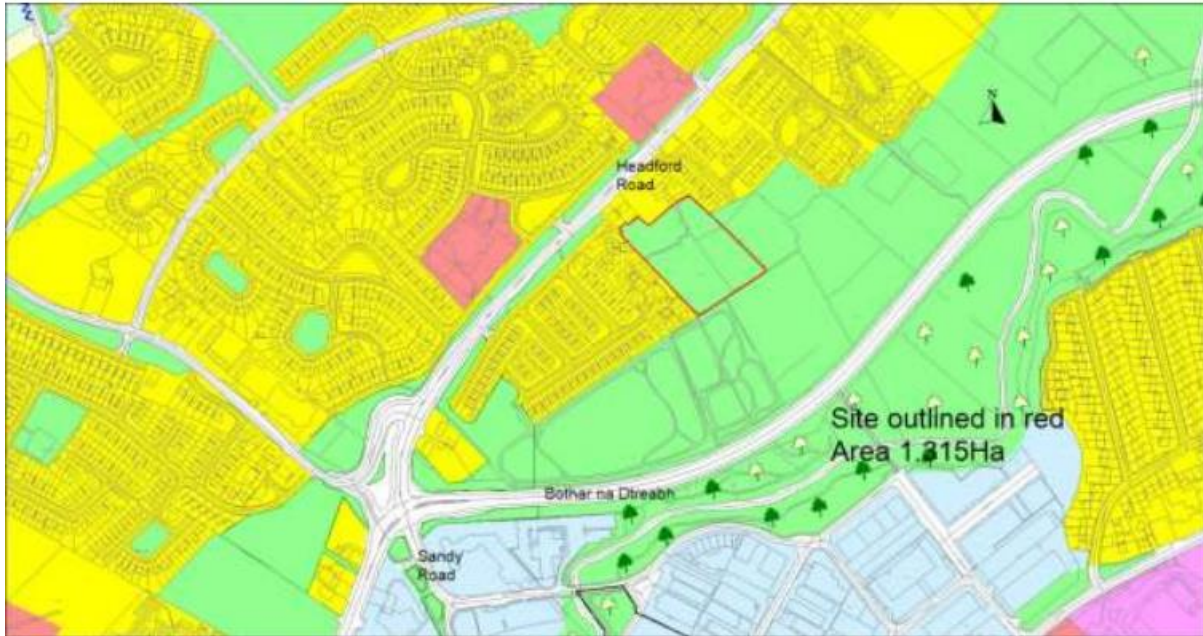 N
Headford
Road
Site outlined in red
Area 1.315Ha
Bothar na Dtreabh
Sandy
Road